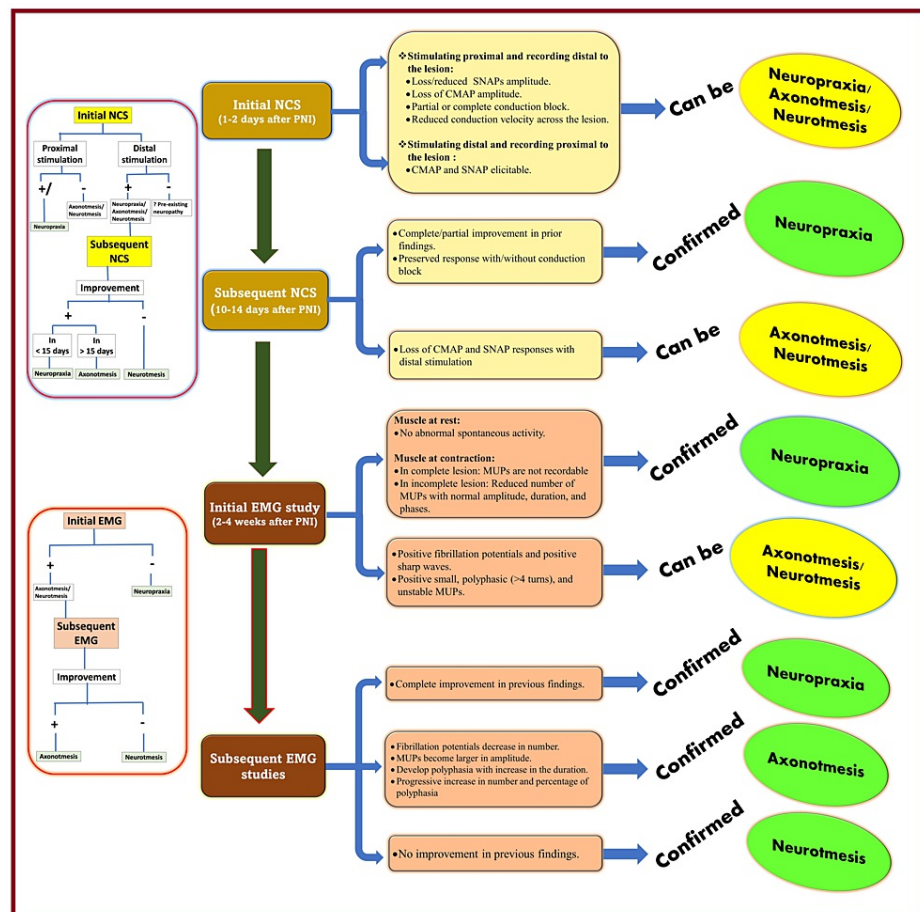 Initial NCS
Proximal stimulation
Distal stimulation
+/
-
+
-
Neuropraxia
Axonotmesis/
Neurotmesis
Neuropraxia/
Axonotmesis/
Neurotmesis
? Pre-existing
neuropathy
Subsequent
NCS
Improvement
+
-
In
< 15 days
In
> 15 days
Neuropraxia
Axonotmesis
Neurotmesis
Initial EMG
+
-
Axonotmesis/
Neurotmesis
Neuropraxia
Subsequent
EMG
Improvement
+
-
Axonotmesis
Neurotmesis
Initial NCS
(1-2 days after PNI)
❖Stimulating proximal and recording distal to
the lesion:
•Loss/reduced SNAPs amplitude.
•Loss of CMAP amplitude.
•Partial or complete conduction block.
•Reduced conduction velocity across the lesion.
❖Stimulating distal and recording proximal to
the lesion :
•CMAP and SNAP elicitable.
Can be
Neuropraxia/
Axonotmesis/
Neurotmesis
Subsequent NCS
(10-14 days after PNI)
•Complete/partial improvement in prior
findings.
•Preserved response with/without conduction
block
Confirmed
Neuropraxia
•Loss of CMAP and SNAP responses with
distal stimulation
Can be
Axonotmesis/
Neurotmesis
Initial EMG study
(2-4 weeks after PNI)
Muscle at rest:
•No abnormal spontaneous activity.
Muscle at contraction:
•In complete lesion: MUPs are not recordable
•In incomplete lesion: Reduced number of
MUPs with normal amplitude, duration, and
phases.
Confirmed
Neuropraxia
•Positive fibrillation potentials and positive
sharp waves.
•Positive small, polyphasic (>4 turns), and
unstable MUPs.
Can be
Axonotmesis/
Neurotmesis
Subsequent EMG
studies
•Complete improvement in previous findings.
Confirmed
Neuropraxia
•Fibrillation potentials decrease in number.
•MUPs become larger in amplitude.
•Develop polyphasia with increase in the duration.
•Progressive increase in number and percentage of
polyphasia
Confirmed
Axonotmesis
•No improvement in previous findings.
Confirmed
Neurotmesis